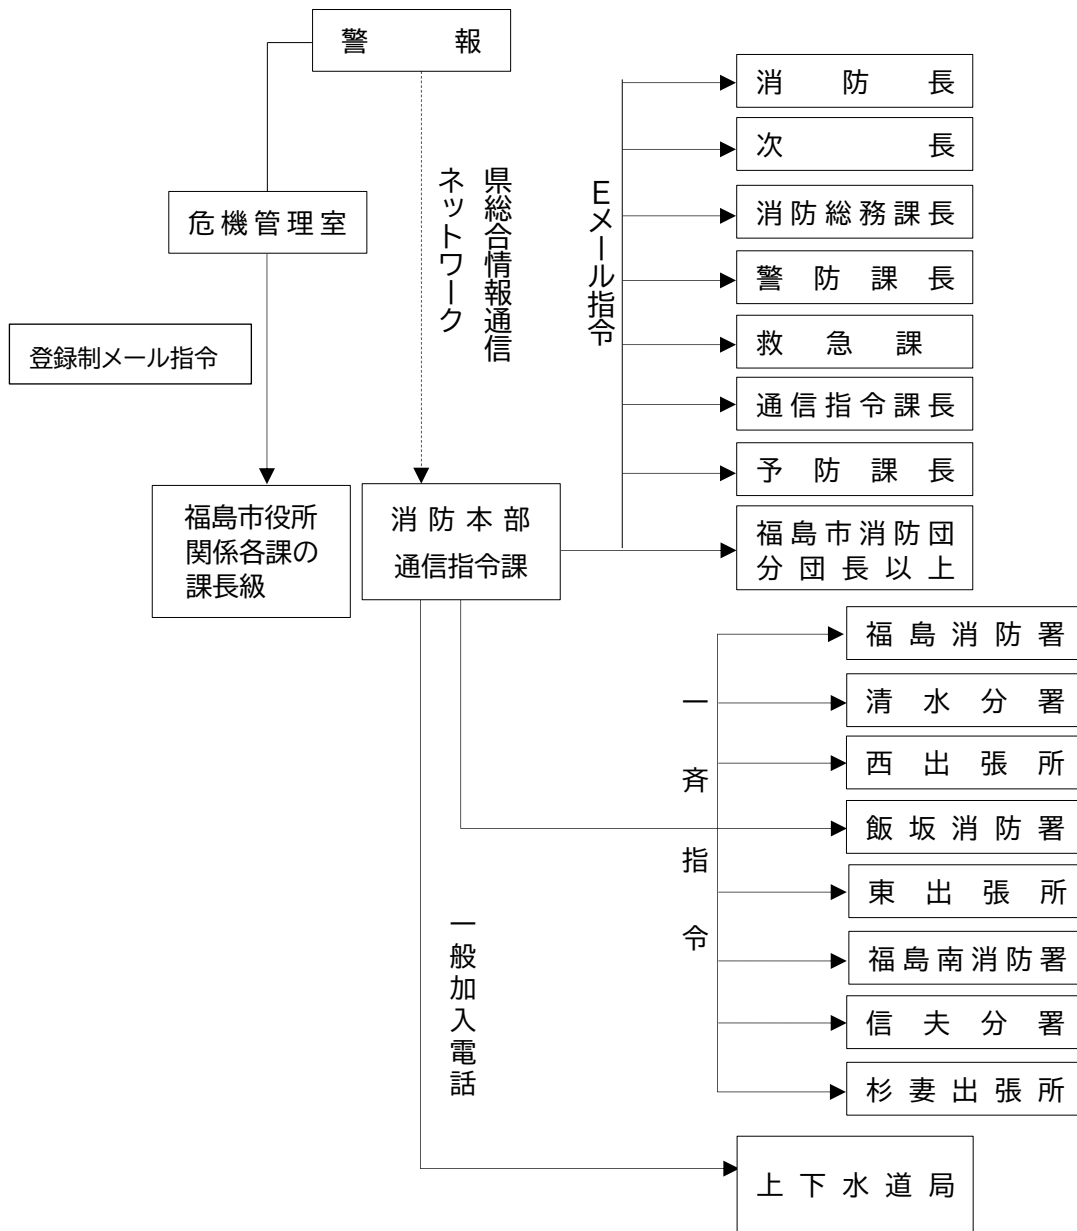 警報
危機管理室
県総合情報通信
ネットワーク
登録制メール指令
福島市役所
関係各課の
課長級
消防本部
通信指令課
Eメール指令
消防長
次長
消防総務課長
警防課長
救急課
通信指令課長
予防課長
福島市消防団
分団長以上
一斉指令
福島消防署
清水分署
西出張所
飯坂消防署
東出張所
福島南消防署
信夫分署
杉妻出張所
一般加入電話
上下水道局